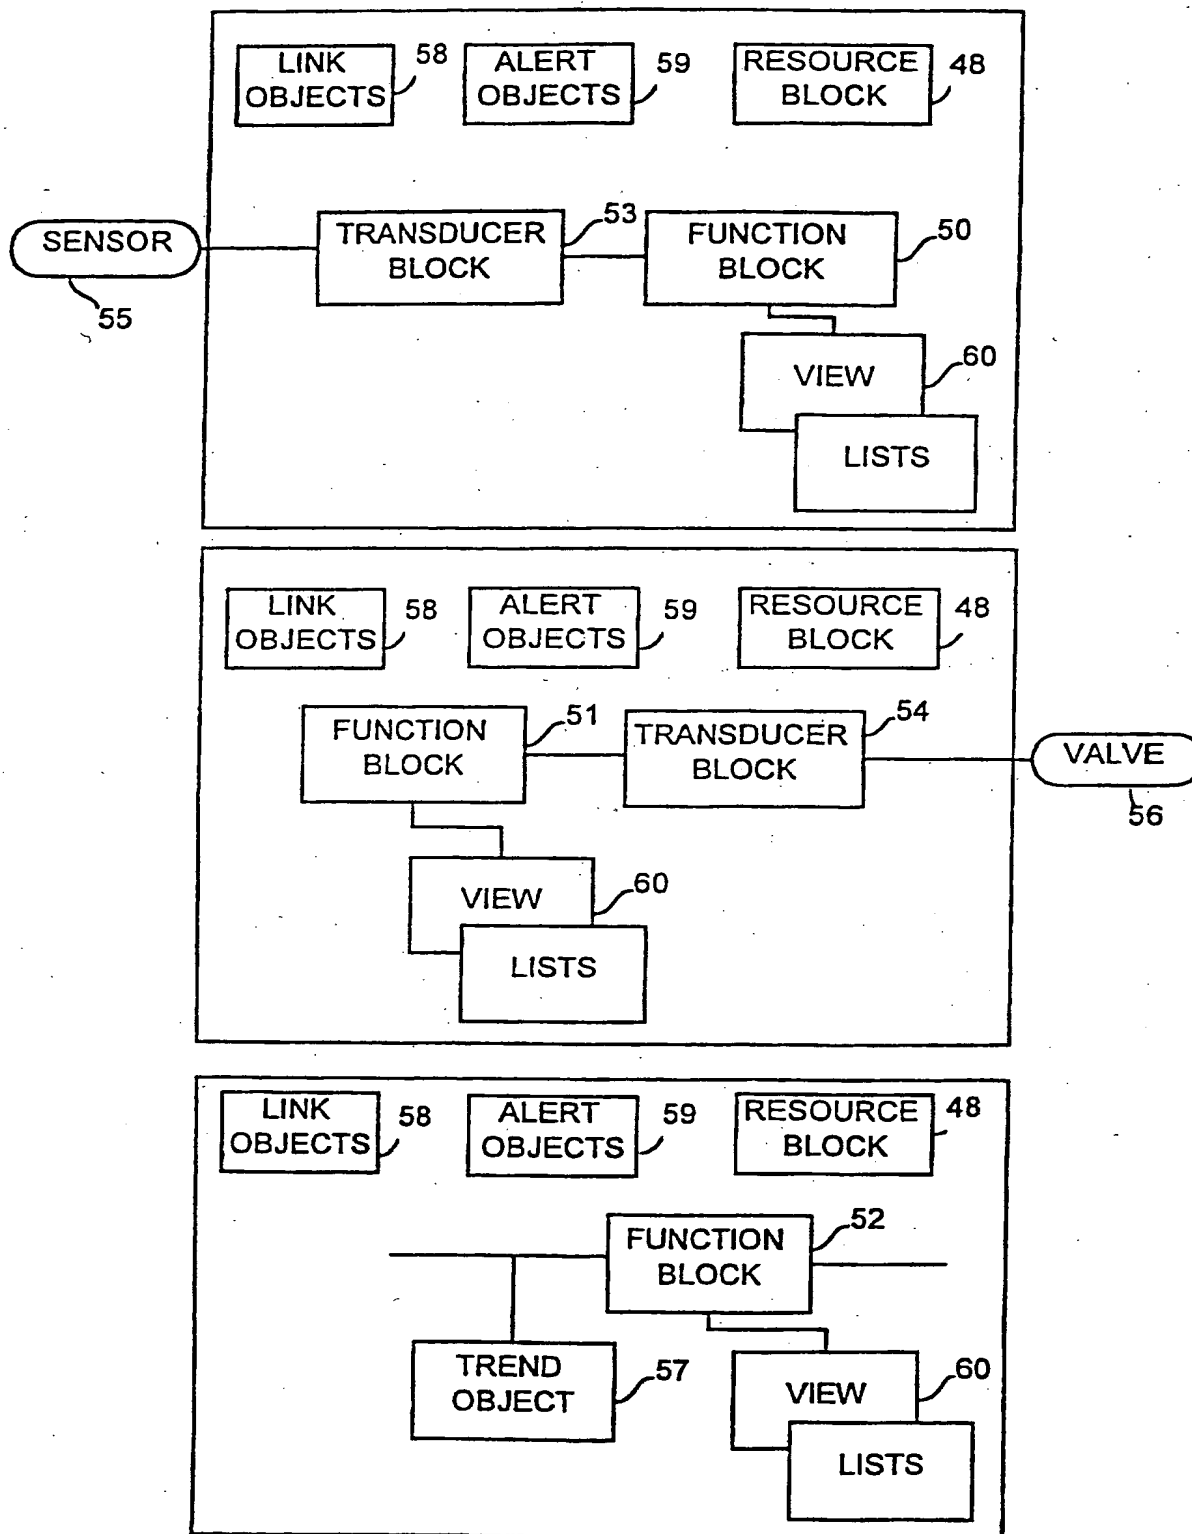 LINK
OBJECTS
58
ALERT
OBJECTS
59
RESOURCE
BLOCK
48
SENSOR
55
TRANSDUCER
BLOCK
53
FUNCTION
BLOCK
50
VIEW
60
LISTS
LINK
OBJECTS
58
ALERT
OBJECTS
59
RESOURCE
BLOCK
48
FUNCTION
BLOCK
51
TRANSDUCER
BLOCK
54
VALVE
56
VIEW
60
LISTS
LINK
OBJECTS
58
ALERT
OBJECTS
59
RESOURCE
BLOCK
48
FUNCTION
BLOCK
52
TREND
OBJECT
57
VIEW
60
LISTS